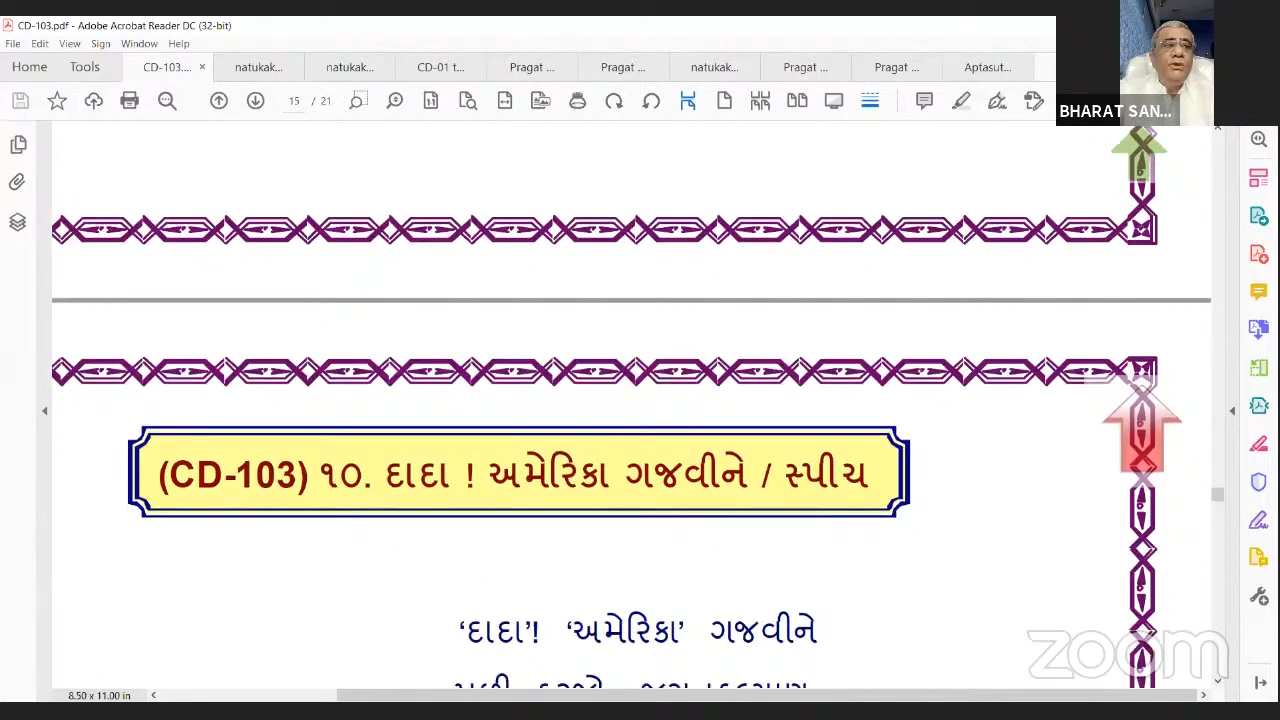 CD-103.pdf - Adobe Acrobat Reader DC (32-bit)
File Edit View Sign Window Help
Home Tools CD-103.... × natukak... natukak... CD-01 t... Pragat ... Pragat ... natukak... Pragat ... Pragat ... Aptasut...
15 / 21
BHARAT SAN...
(CD-103) ૧૦. દાદા ! અમેરિકા ગજવીને / સ્પીચ
‘દાદા’! ‘અમેરિકા’ ગજવીને
zoom
8.50 x 11.00 in